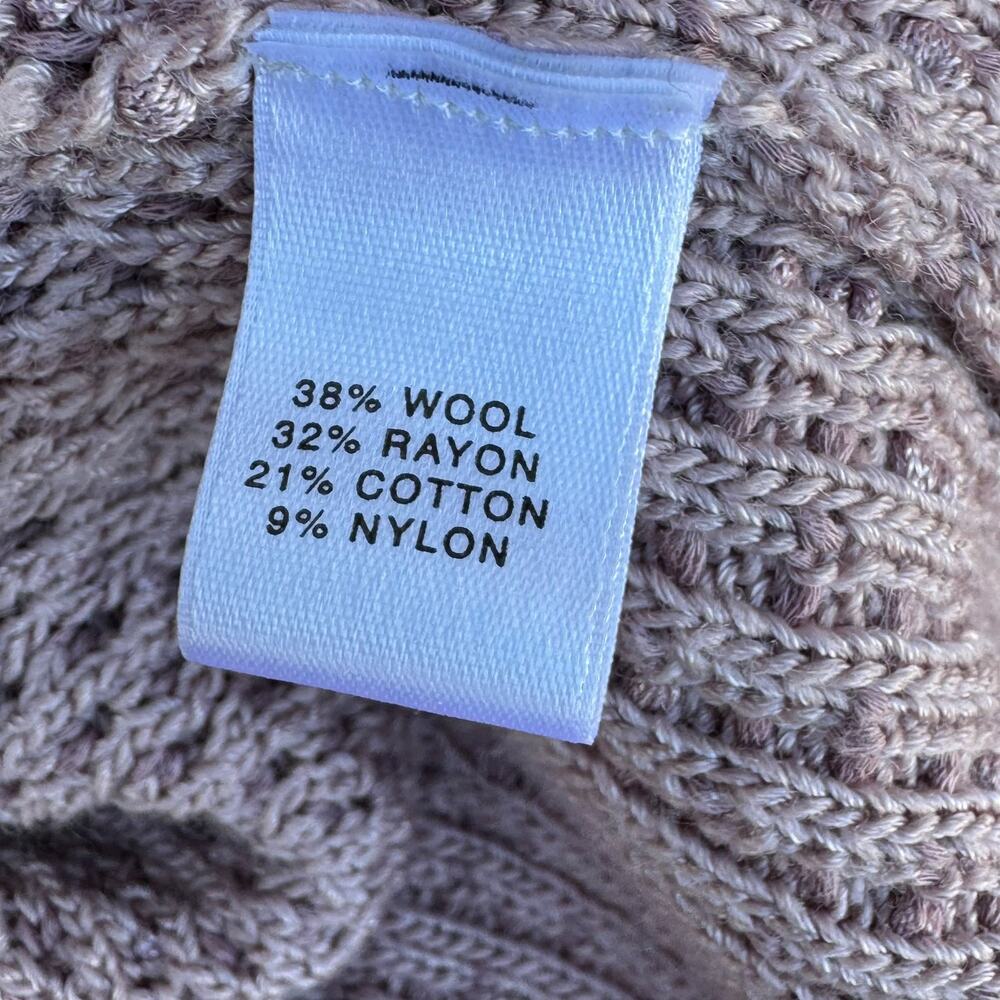 38% WOOL
32% RAYON
21% COTTON
9% NYLON